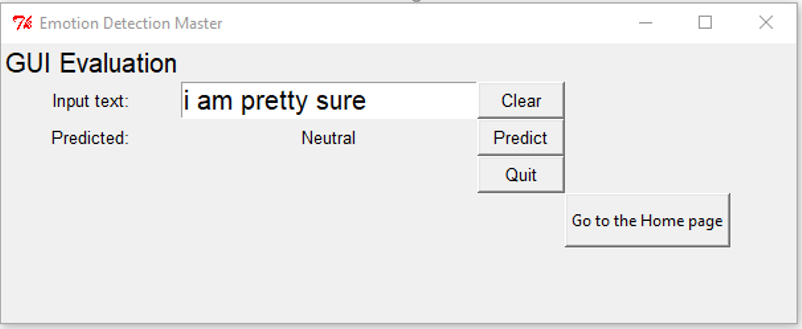 Emotion Detection Master
GUI Evaluation
Input text: i am pretty sure Clear
Predicted: Neutral Predict
Quit
Go to the Home page